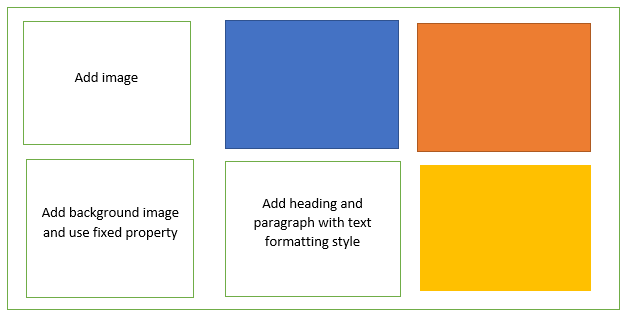 Add image
Add background image
and use fixed property
Add heading and
paragraph with text
formatting style